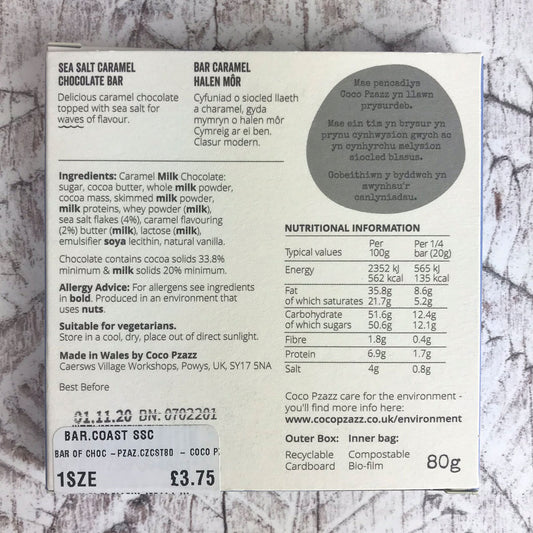 SEA SALT CARAMEL
CHOCOLATE BAR
Delicious caramel chocolate
topped with sea salt for
waves of flavour.
BAR CARAMEL
HALEN MÔR
Cyfuniad o siocled llaeth
a charamel, gyda
mymryn o halen môr
Cymreig ar ei ben.
Clasur modern.
Mae pencadlys
Coco Pzazz yn llawn
prysurdeb.
Mae ein tîm yn brysur yn
prynu cynhwysion gwych ac
yn cynhyrchu melysion
siocled blasus.
Gobeithiwn y byddwch yn
mwynhau'r
canlyniadau.
Ingredients: Caramel Milk Chocolate:
sugar, cocoa butter, whole milk powder,
cocoa mass, skimmed milk powder,
milk proteins, whey powder (milk),
sea salt flakes (4%), caramel flavouring
(2%) butter (milk), lactose (milk),
emulsifier soya lecithin, natural vanilla.
Chocolate contains cocoa solids 33.8%
minimum & milk solids 20% minimum.
Allergy Advice: For allergens see ingredients
in bold. Produced in an environment that
uses nuts.
Suitable for vegetarians.
Store in a cool, dry, place out of direct sunlight.
Made in Wales by Coco Pzazz
Caersws Village Workshops, Powys, UK, SY17 5NA
Best Before
01.11.20 BN: 0702201
NUTRITIONAL INFORMATION
Typical values Per 100g Per 1/4 bar (20g)
Energy 2352 kJ 565 kJ
562 kcal 135 kcal
Fat 35.8g 8.6g
of which saturates 21.7g 5.2g
Carbohydrate 51.6g 12.4g
of which sugars 50.6g 12.1g
Fibre 1.8g 0.4g
Protein 6.9g 1.7g
Salt 4g 0.8g
Coco Pzazz care for the environment -
you'll find more info here:
www.cocopzazz.co.uk/environment
Outer Box: Inner bag:
Recyclable Compostable
Cardboard Bio-film
80g
BAR.COAST SSC
BAR OF CHOC -PZAZ.CZCST80 - COCO P
1SZE £3.75